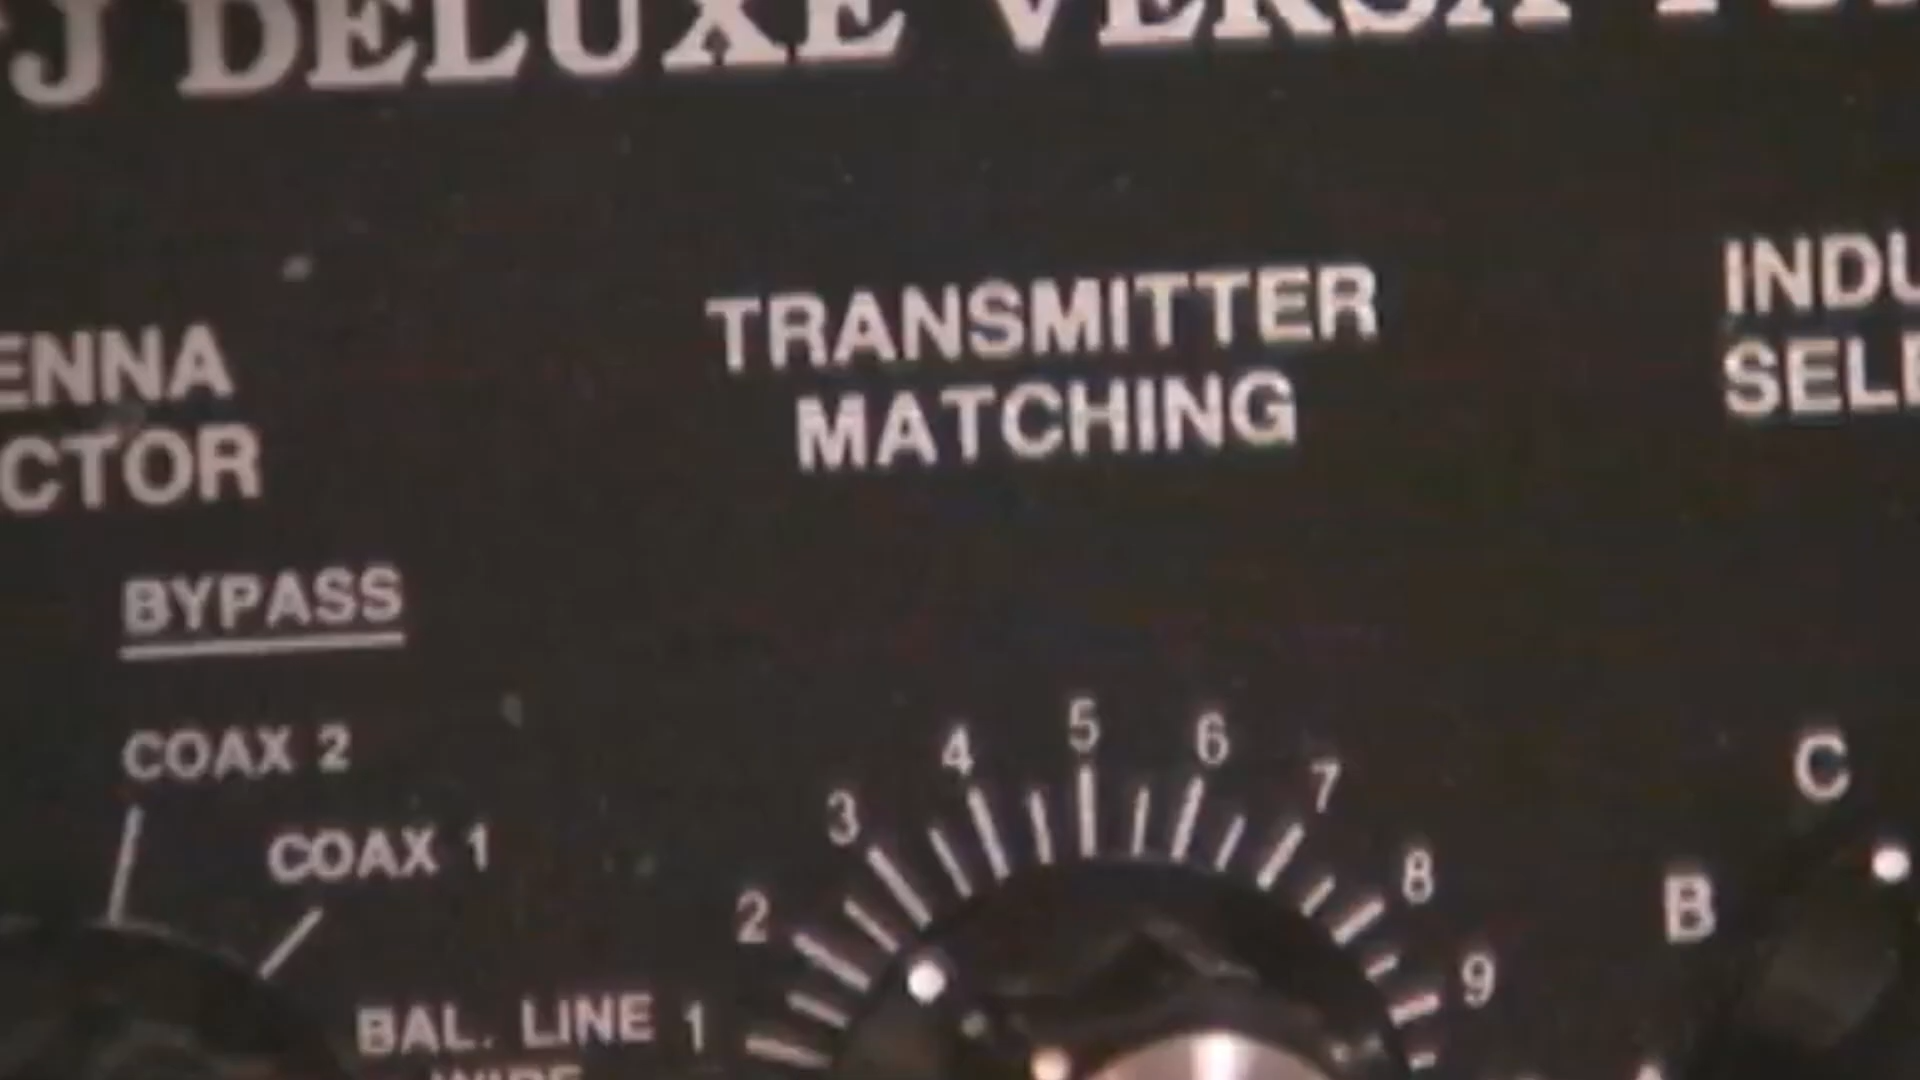 J DELUXE VERSA
TRANSMITTER
MATCHING
INDU
SELE
ENNA
CTOR
BYPASS
COAX 2
COAX 1
BAL. LINE
1
2
3
4
5
6
7
8
9
B
C